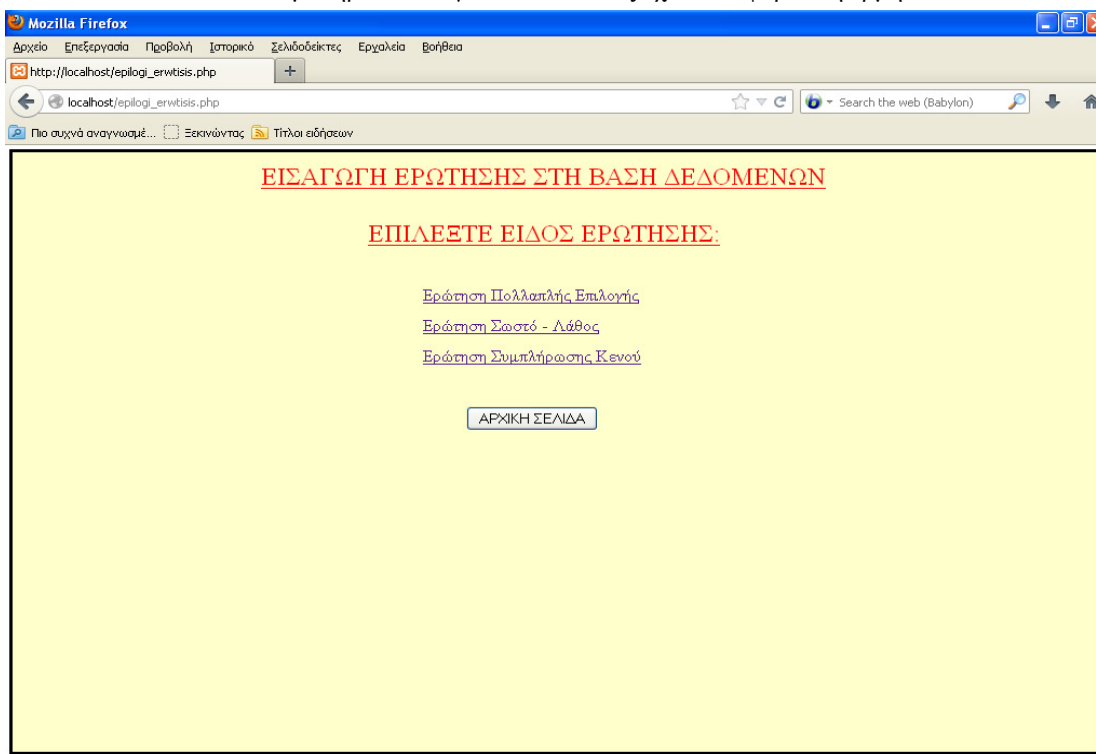 Mozilla Firefox
Αρχείο Επεξεργασία Προβολή Ιστορικό Σελιδοδείκτες Εργαλεία Βοήθεια
http://localhost/epilogi_erwtisis.php +
localhost/epilogi_erwtisis.php Search the web (Babylon)
Πιο συχνά αναγνωσμέ... Ξεκινώντας Τίτλοι ειδήσεων
ΕΙΣΑΓΩΓΗ ΕΡΩΤΗΣΗΣ ΣΤΗ ΒΑΣΗ ΔΕΔΟΜΕΝΩΝ
ΕΠΙΛΕΞΤΕ ΕΙΔΟΣ ΕΡΩΤΗΣΗΣ:
Ερώτηση Πολλαπλής Επιλογής
Ερώτηση Σωστό - Λάθος
Ερώτηση Συμπλήρωσης Κενού
ΑΡΧΙΚΗ ΣΕΛΙΔΑ